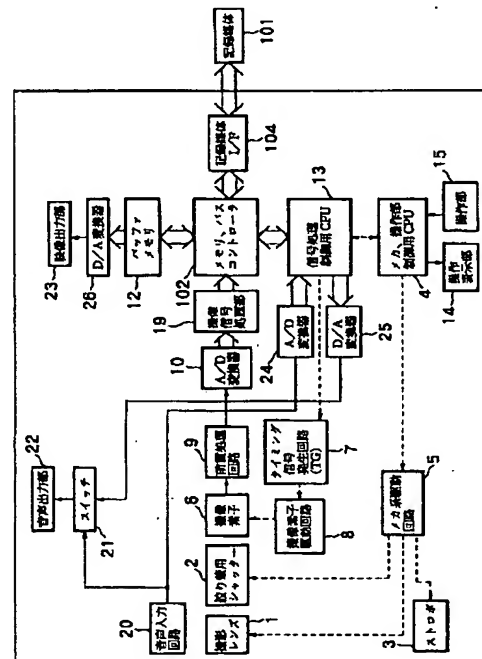 記録媒体
101
記録媒体
I/F
104
映像出力部
23
D/A変換器
26
バッファ
メモリ
12
メモリ、バス
コントローラ
102
信号処理
制御用CPU
13
メカ、操作部
制御用CPU
4
操作部
15
操作
表示部
14
撮像
信号
処理部
19
A/D
変換器
10
A/D
変換器
24
D/A
変換器
25
音声出力部
22
スイッチ
21
前置処理
回路
9
撮像
素子
6
タイミング
信号
発生回路
(TG)
7
撮像素子
駆動回路
8
メカ系駆動
回路
5
絞り兼用
シャッター
2
撮影
レンズ
1
音声入力
回路
20
ストロボ
3